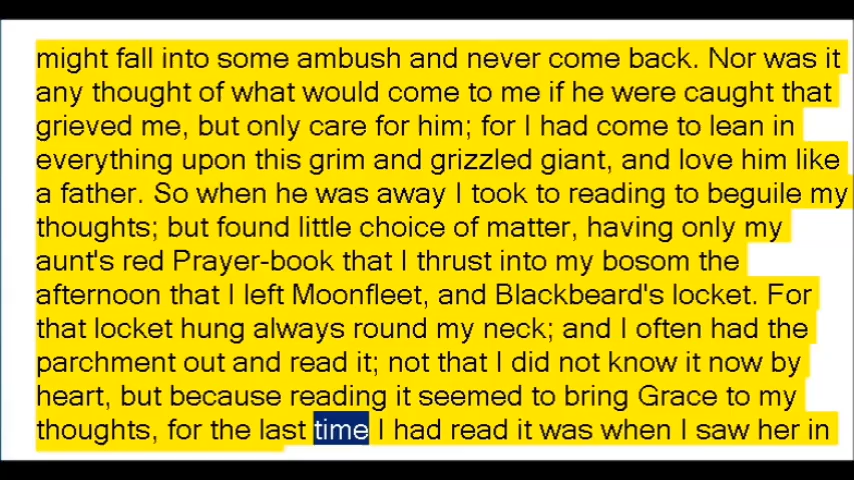 might fall into some ambush and never come back. Nor was it
any thought of what would come to me if he were caught that
grieved me, but only care for him; for I had come to lean in
everything upon this grim and grizzled giant, and love him like
a father. So when he was away I took to reading to beguile my
thoughts; but found little choice of matter, having only my
aunt's red Prayer-book that I thrust into my bosom the
afternoon that I left Moonfleet, and Blackbeard's locket. For
that locket hung always round my neck; and I often had the
parchment out and read it; not that I did not know it now by
heart, but because reading it seemed to bring Grace to my
thoughts, for the last time I had read it was when I saw her in